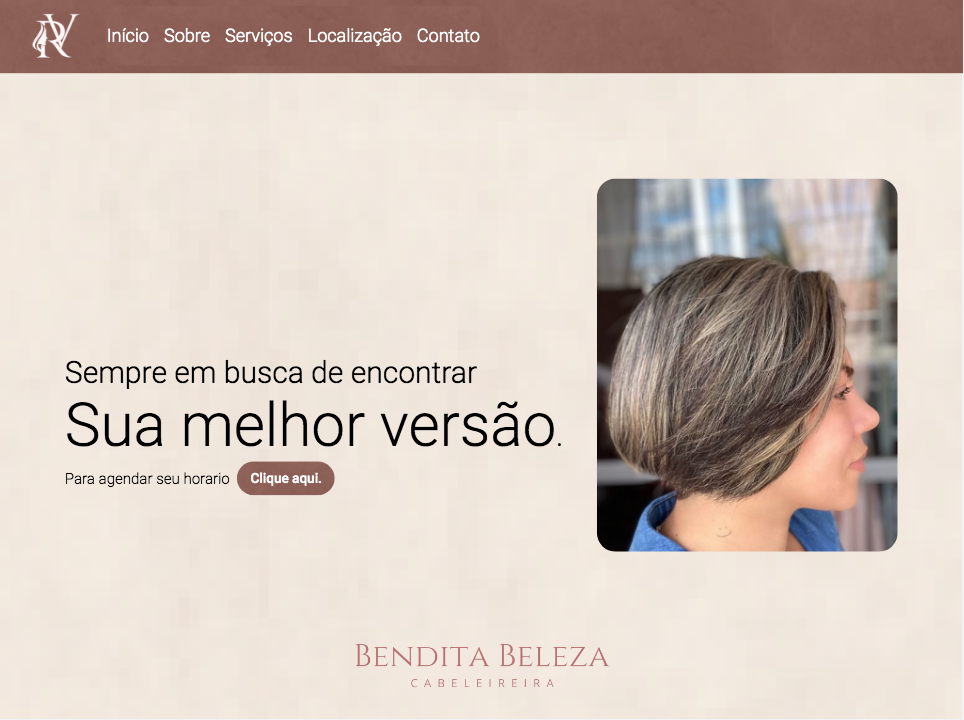 Início Sobre Serviços Localização Contato
Sempre em busca de encontrar
Sua melhor versão.
Para agendar seu horario Clique aqui.
BENDITA BELEZA
CABELEIREIRA